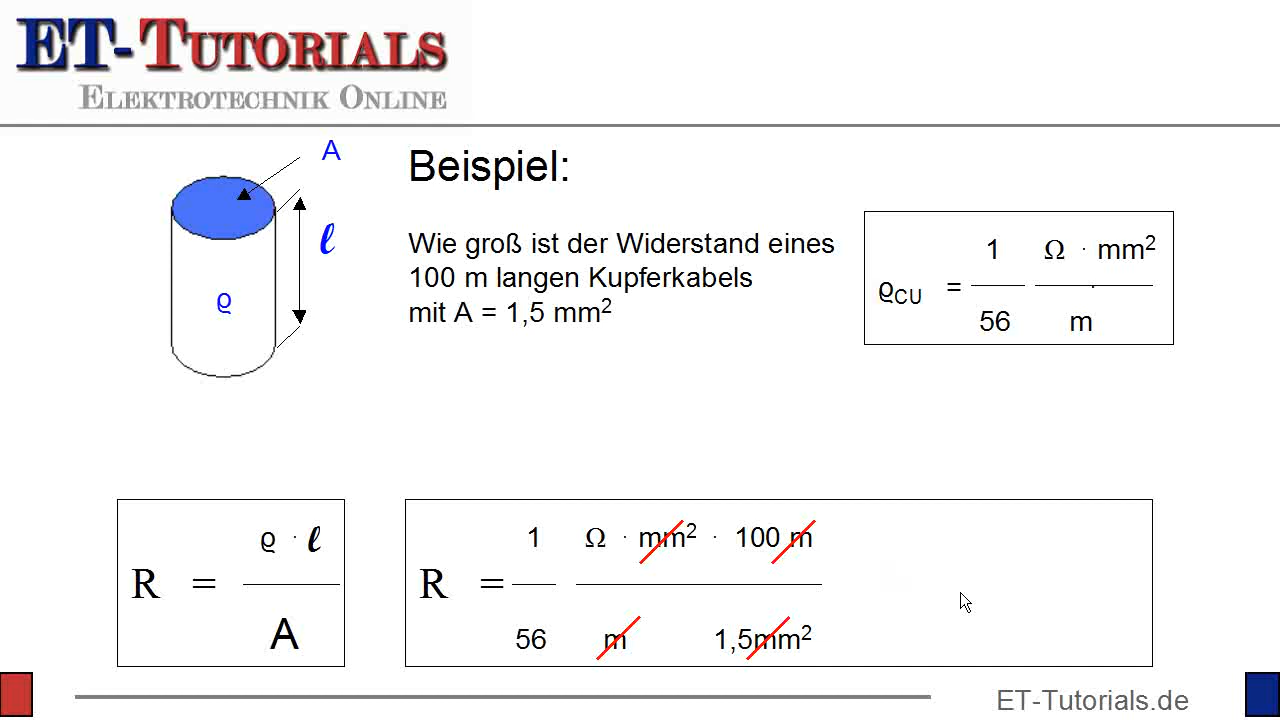 ET-TUTORIALS
ELEKTROTECHNIK ONLINE
A
ℓ
ϱ
Beispiel:
Wie groß ist der Widerstand eines
100 m langen Kupferkabels
mit A = 1,5 mm²
1 Ω · mm²
ϱCU =
56 m
ϱ · ℓ
R =
A
1 Ω · mm² · 100 m
R =
56 m 1,5mm²
ET-Tutorials.de